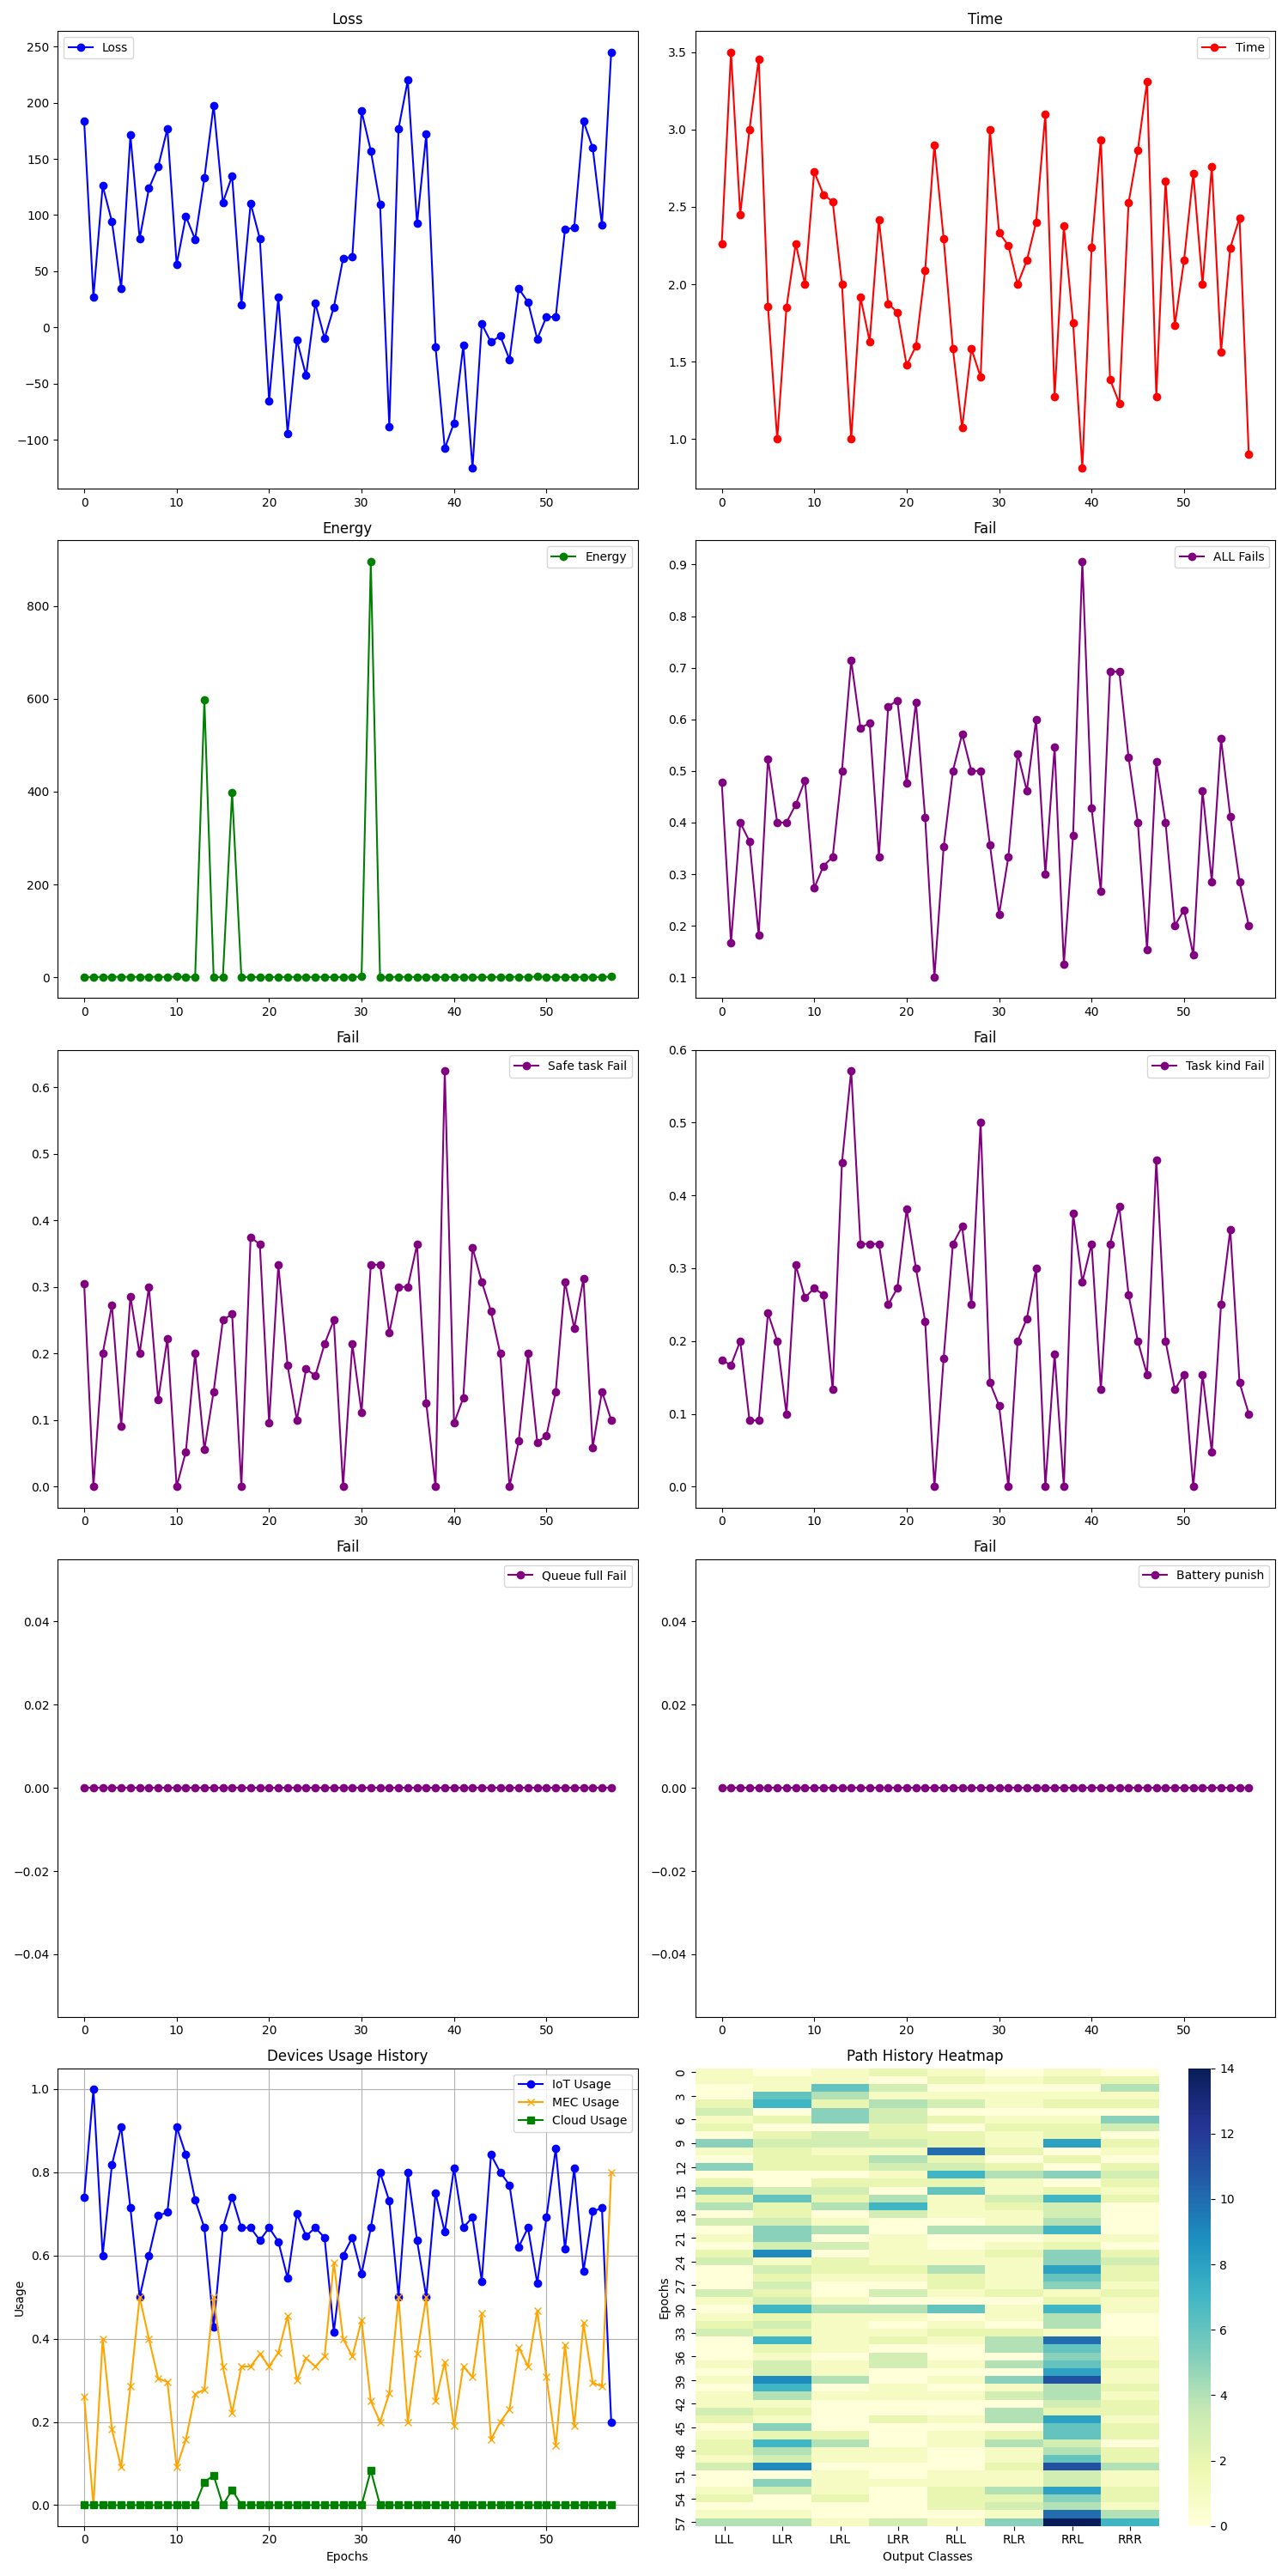 Loss
Loss
250
200
150
100
50
0
−50
−100
0 10 20 30 40 50
Time
Time
3.5
3.0
2.5
2.0
1.5
1.0
0 10 20 30 40 50
Energy
Energy
800
600
400
200
0
0 10 20 30 40 50
Fail
ALL Fails
0.9
0.8
0.7
0.6
0.5
0.4
0.3
0.2
0.1
0 10 20 30 40 50
Fail
Safe task Fail
0.6
0.5
0.4
0.3
0.2
0.1
0.0
0 10 20 30 40 50
Fail
Task kind Fail
0.6
0.5
0.4
0.3
0.2
0.1
0.0
0 10 20 30 40 50
Fail
Queue full Fail
0.04
0.02
0.00
−0.02
−0.04
0 10 20 30 40 50
Fail
Battery punish
0.04
0.02
0.00
−0.02
−0.04
0 10 20 30 40 50
Devices Usage History
IoT Usage
MEC Usage
Cloud Usage
Usage
1.0
0.8
0.6
0.4
0.2
0.0
0 10 20 30 40 50
Epochs
Path History Heatmap
Epochs
0
3
6
9
12
15
18
21
24
27
30
33
36
39
42
45
48
51
54
57
LLL LLR LRL LRR RLL RLR RRL RRR
Output Classes
14
12
10
8
6
4
2
0